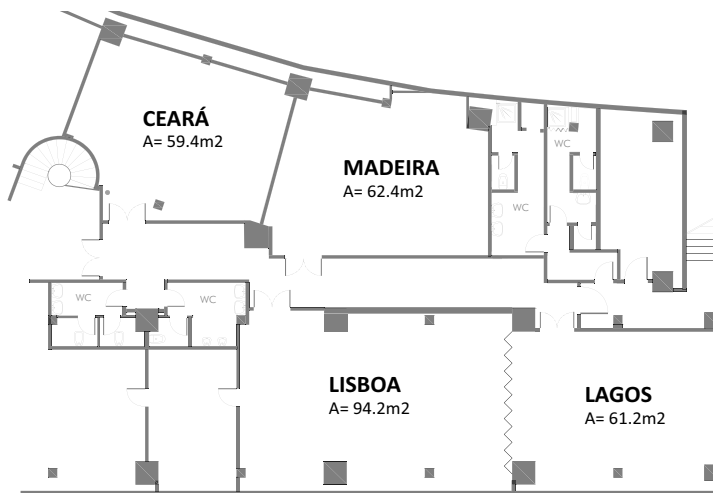 CEARÁ
A= 59.4m2
MADEIRA
A= 62.4m2
WC
WC
WC
WC
LISBOA
A= 94.2m2
LAGOS
A= 61.2m2